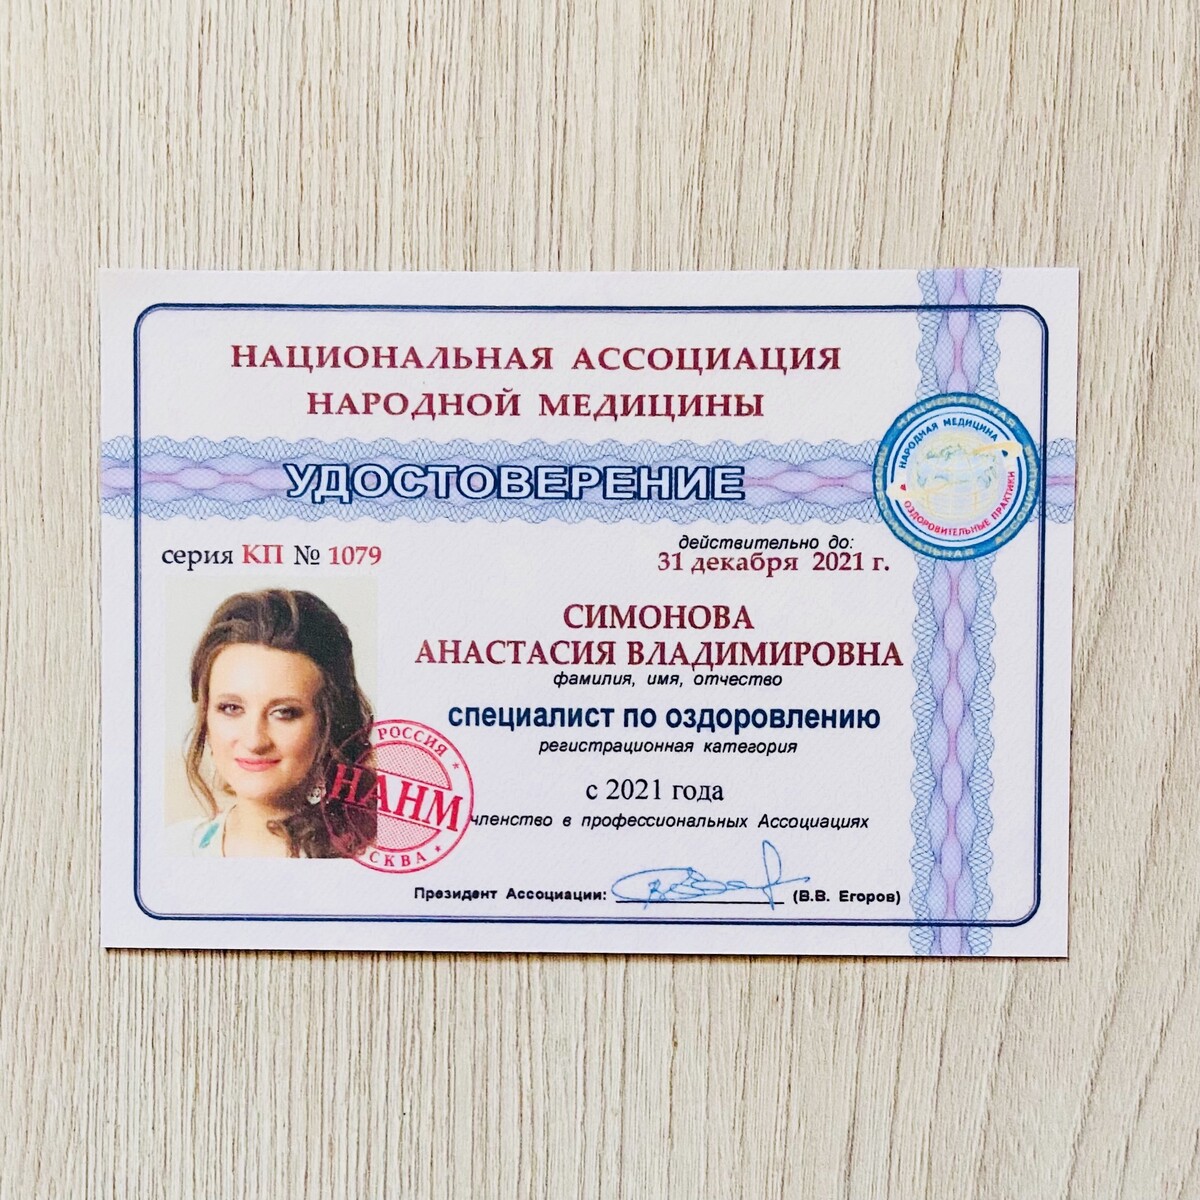 НАЦИОНАЛЬНАЯ АССОЦИАЦИЯ
НАРОДНОЙ МЕДИЦИНЫ
УДОСТОВЕРЕНИЕ
НАЦИОНАЛЬНАЯ
НАРОДНАЯ МЕДИЦИНА
ОЗДОРОВИТЕЛЬНЫЕ ПРАКТИКИ
серия КП № 1079
действительно до:
31 декабря 2021 г.
СИМОНОВА
АНАСТАСИЯ ВЛАДИМИРОВНА
фамилия, имя, отчество
специалист по оздоровлению
регистрационная категория
РОССИЯ
НАНМ
МОСКВА
с 2021 года
членство в профессиональных Ассоциациях
Президент Ассоциации: (В.В. Егоров)